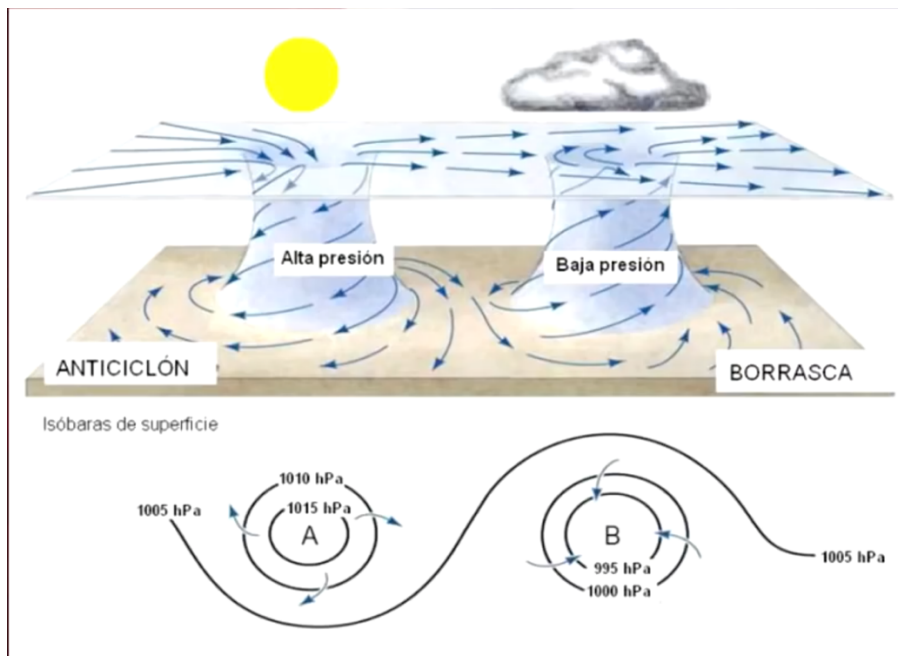 Alta presión
Baja presión
ANTICICLÓN
BORRASCA
Isóbaras de superficie
1010 hPa
1005 hPa
1015 hPa
A
B
995 hPa
1000 hPa
1005 hPa